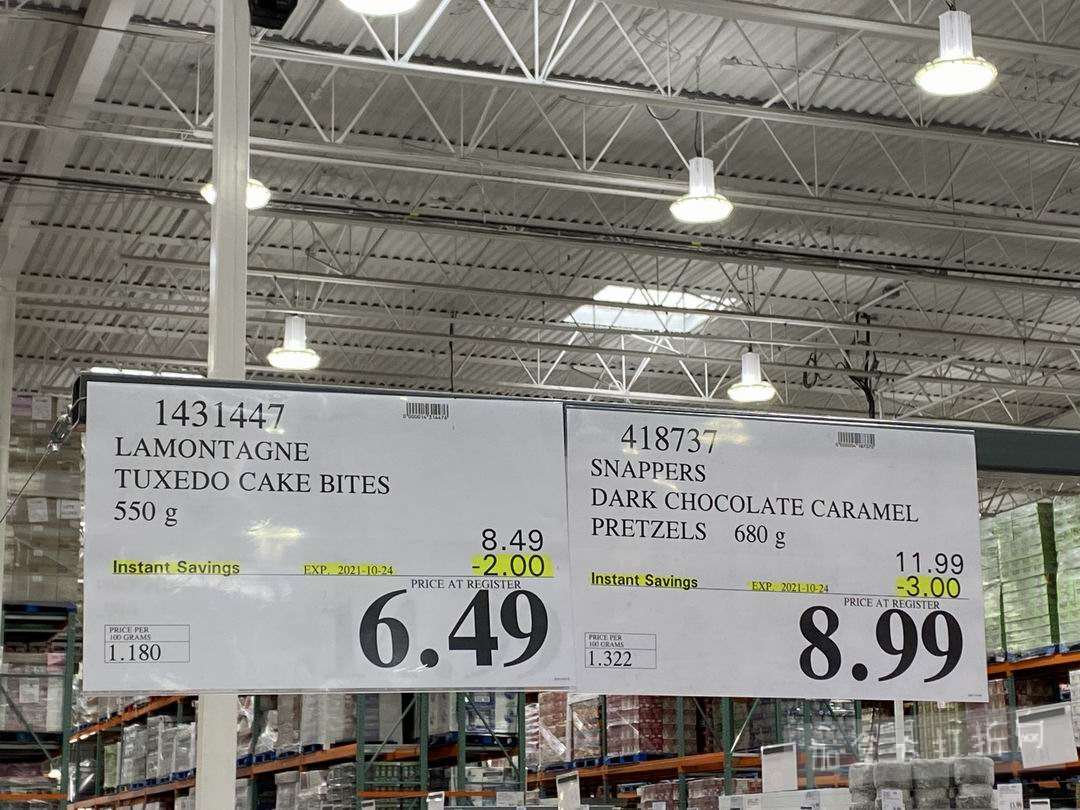 1431447
LAMONTAGNE
TUXEDO CAKE BITES
550 g
8.49
Instant Savings EXP. 2021-10-24 -2.00
PRICE AT REGISTER
6.49
PRICE PER
100 GRAMS
1.180
418737
SNAPPERS
DARK CHOCOLATE CARAMEL
PRETZELS 680 g
11.99
Instant Savings EXP. 2021-10-24 -3.00
PRICE AT REGISTER
8.99
PRICE PER
100 GRAMS
1.322